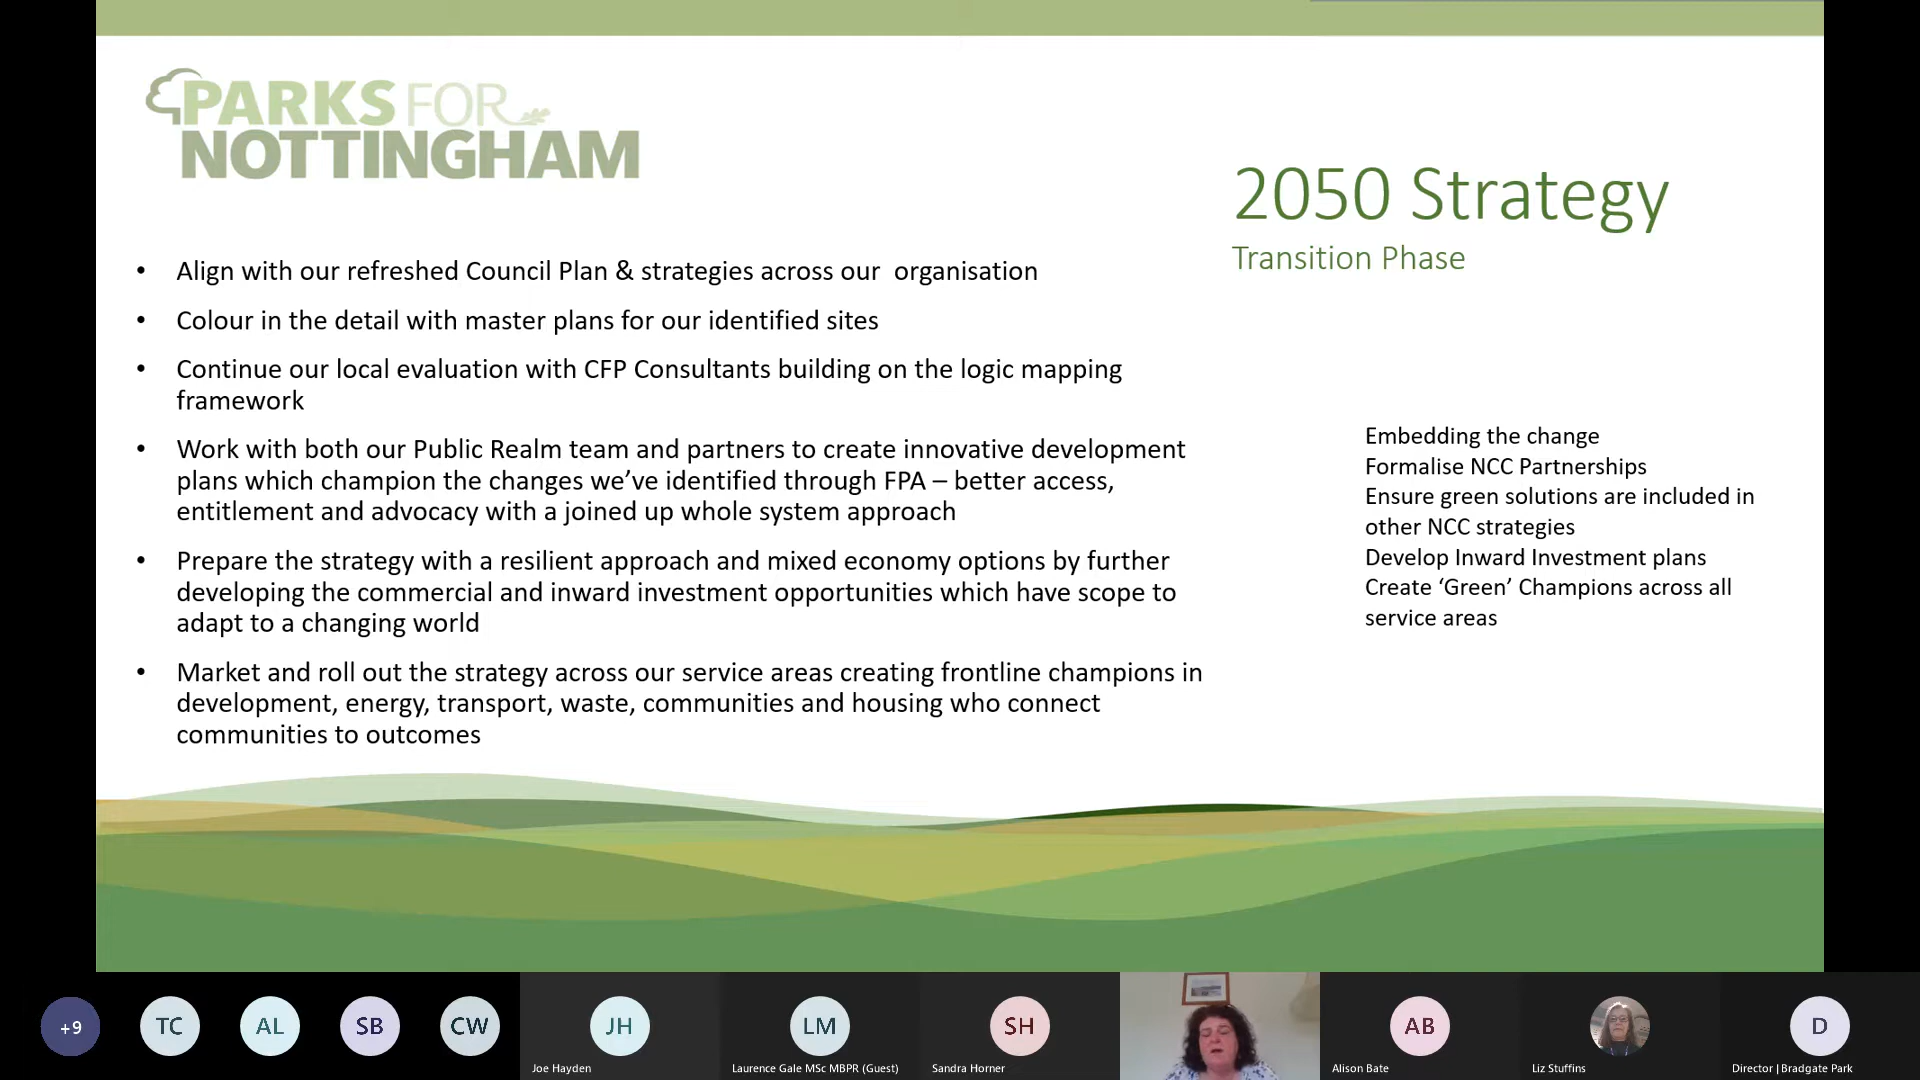 PARKS FOR
NOTTINGHAM
2050 Strategy
Transition Phase
• Align with our refreshed Council Plan & strategies across our  organisation
• Colour in the detail with master plans for our identified sites
• Continue our local evaluation with CFP Consultants building on the logic mapping
framework
• Work with both our Public Realm team and partners to create innovative development
plans which champion the changes we’ve identified through FPA – better access,
entitlement and advocacy with a joined up whole system approach
• Prepare the strategy with a resilient approach and mixed economy options by further
developing the commercial and inward investment opportunities which have scope to
adapt to a changing world
• Market and roll out the strategy across our service areas creating frontline champions in
development, energy, transport, waste, communities and housing who connect
communities to outcomes
Embedding the change
Formalise NCC Partnerships
Ensure green solutions are included in
other NCC strategies
Develop Inward Investment plans
Create ‘Green’ Champions across all
service areas
+9
TC
AL
SB
CW
JH
Joe Hayden
LM
Laurence Gale MSc MBPR (Guest)
SH
Sandra Horner
AB
Alison Bate
Liz Stuffins
D
Director | Bradgate Park